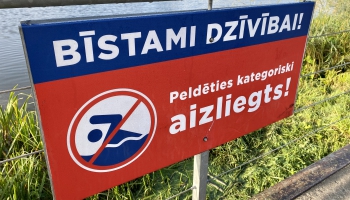 BĪSTAMI DZĪVĪBAI!
Peldēties kategoriski
aizliegts!